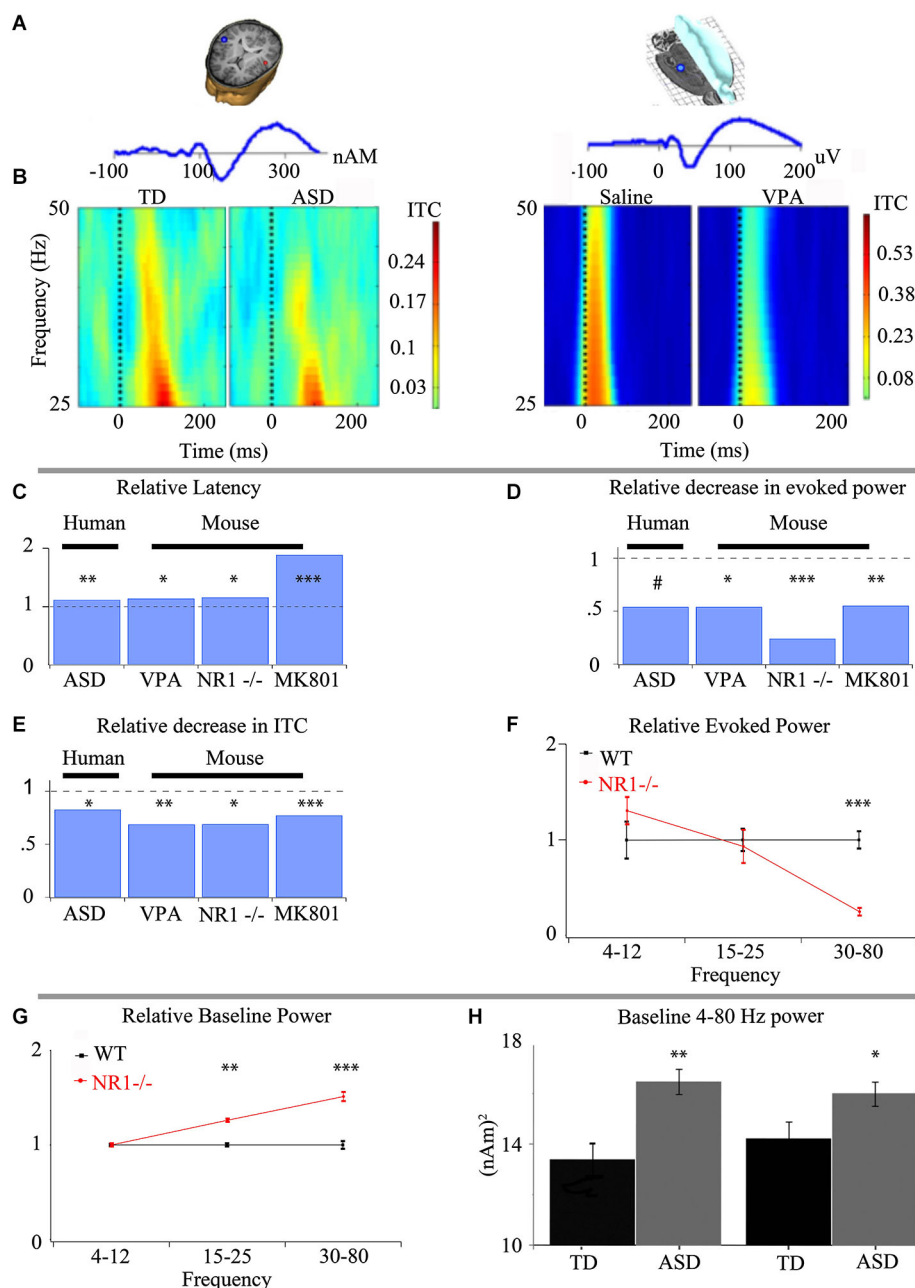 A
-100 100 300 nAM
-100 0 100 200 uV
B
TD ASD ITC
50
Frequency (Hz)
25
0.24
0.17
0.1
0.03
0 200 0 200
Time (ms) Time (ms)
Saline VPA ITC
50
25
0.53
0.38
0.23
0.08
0 200 0 200
Time (ms) Time (ms)
C
Relative Latency
Human Mouse
2
1
0
** * * ***
ASD VPA NR1 -/- MK801
D
Relative decrease in evoked power
Human Mouse
1
.5
0
# * *** **
ASD VPA NR1 -/- MK801
E
Relative decrease in ITC
Human Mouse
1
0.5
0
* ** * ***
ASD VPA NR1 -/- MK801
F
Relative Evoked Power
2
1
0
WT
NR1-/-
***
4-12 15-25 30-80
Frequency
G
Relative Baseline Power
2
1
0
WT
NR1-/-
** ***
4-12 15-25 30-80
Frequency
H
Baseline 4-80 Hz power
18
14
10
(nAm)²
** *
TD ASD TD ASD